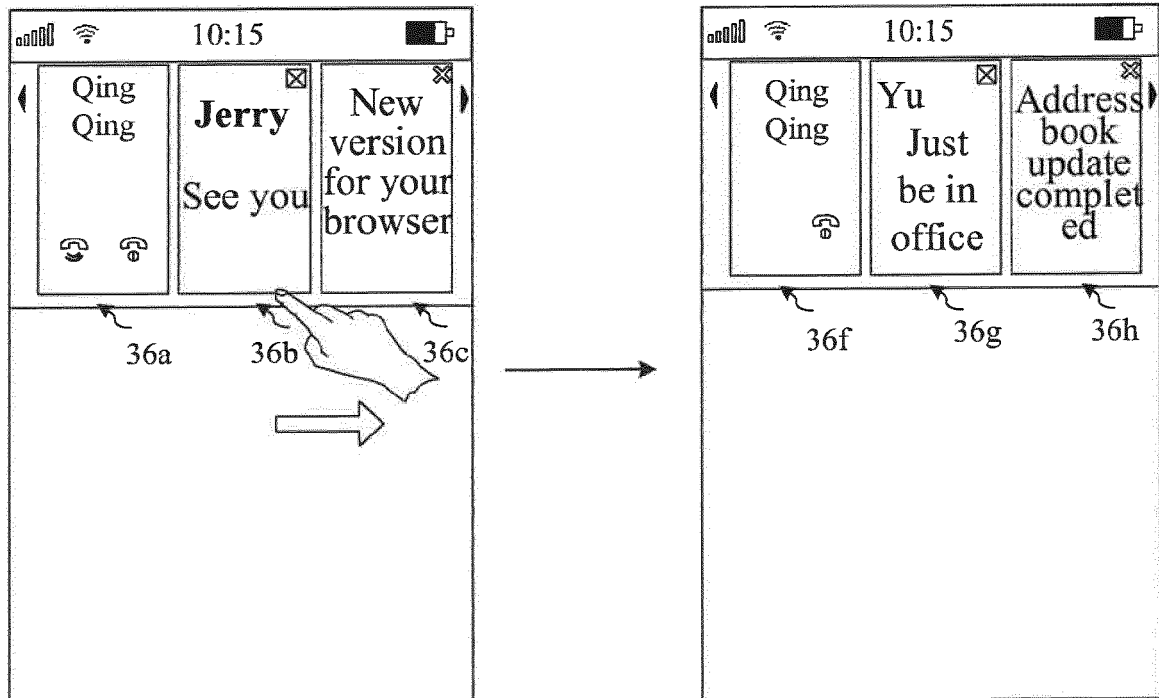 10:15
Qing
Qing
Jerry
See you
New
version
for your
browser
36a
36b
36c
10:15
Qing
Qing
Yu
Just
be in
office
Address
book
update
complet
ed
36f
36g
36h